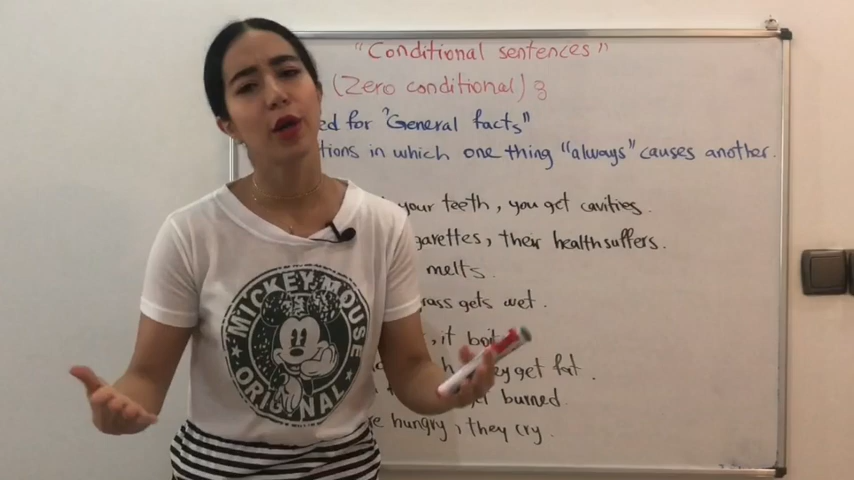 "Conditional sentences"
(Zero conditional) :
ed for "General facts"
tions in which one thing "always" causes another.
your teeth, you get cavities.
garettes, their health suffers.
melts.
rass gets wet.
, it boi
ey get fat.
burned.
re hungry, they cry.
MICKEY MOUSE
ORIGINAL